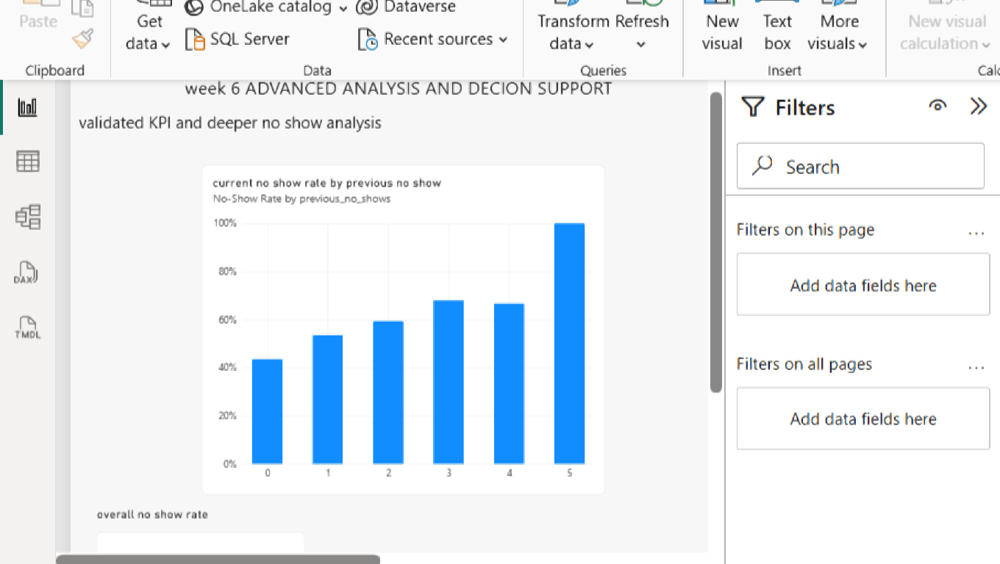 OneLake catalog
Dataverse
Paste
Get
data
SQL Server
Recent sources
Transform
data
Refresh
New
visual
Text
box
More
visuals
New visual
calculation
Clipboard
Data
Queries
Insert
Calc
week 6 ADVANCED ANALYSIS AND DECION SUPPORT
validated KPI and deeper no show analysis
current no show rate by previous no show
No-Show Rate by previous_no_shows
100%
80%
60%
40%
20%
0%
0 1 2 3 4 5
overall no show rate
DAX
TMDL
Filters
Search
Filters on this page
...
Add data fields here
Filters on all pages
...
Add data fields here